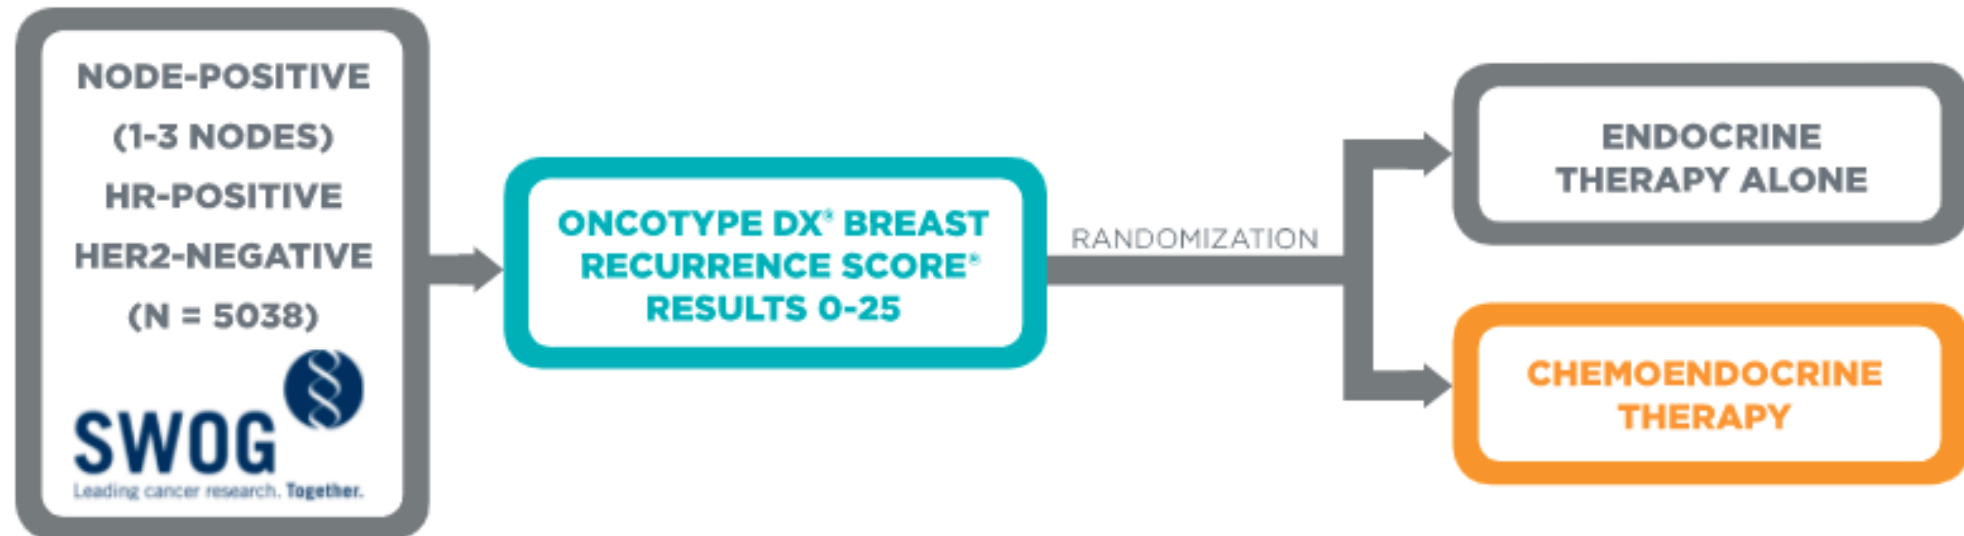 NODE-POSITIVE
(1-3 NODES)
HR-POSITIVE
HER2-NEGATIVE
(N = 5038)
SWOG
Leading cancer research. Together.
ONCOTYPE DX® BREAST
RECURRENCE SCORE®
RESULTS 0-25
RANDOMIZATION
ENDOCRINE
THERAPY ALONE
CHEMOENDOCRINE
THERAPY